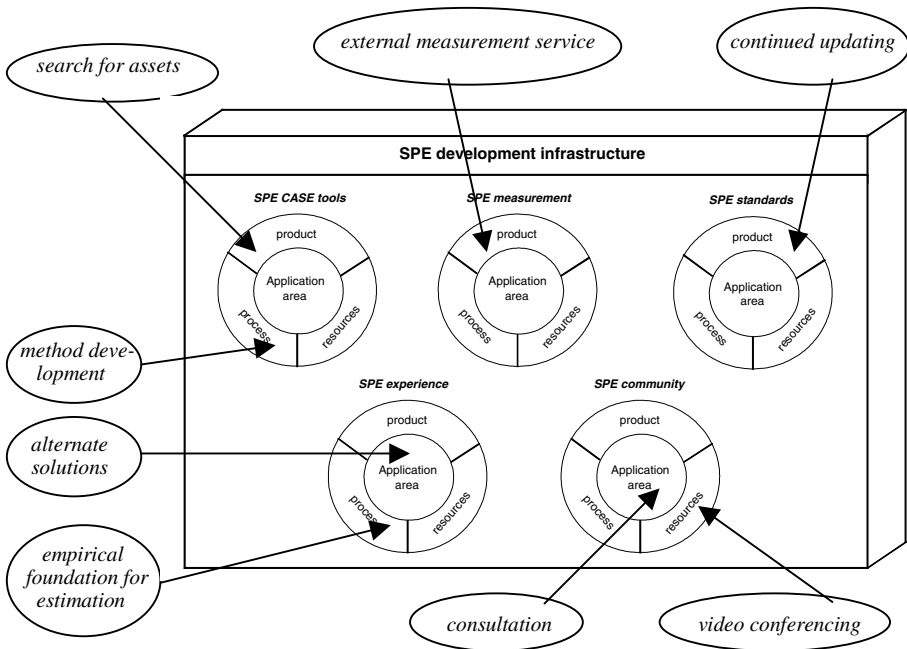 external measurement service
continued updating
search for assets
SPE development infrastructure
SPE CASE tools
SPE measurement
SPE standards
product
Application
area
process
resources
product
Application
area
process
resources
product
Application
area
process
resources
method deve-
lopment
SPE experience
SPE community
alternate
solutions
product
Application
area
process
resources
product
Application
area
process
resources
empirical
foundation for
estimation
consultation
video conferencing